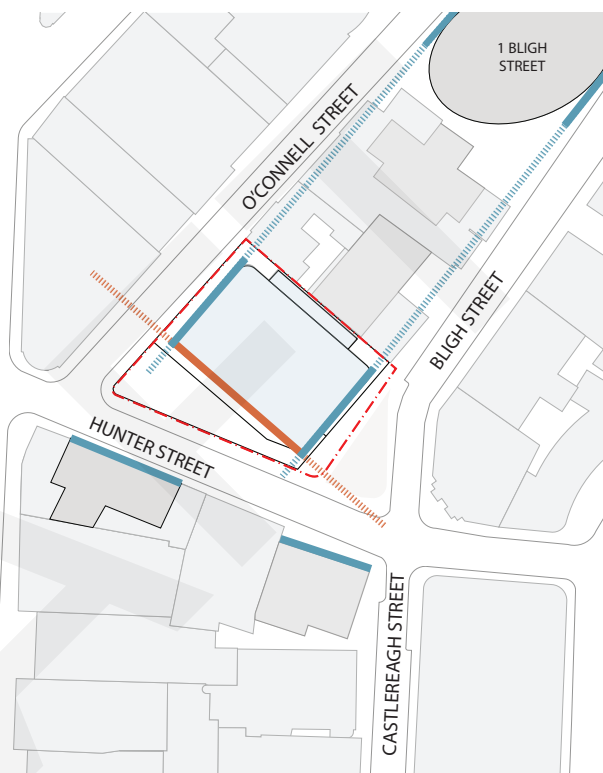 1 BLIGH
STREET
O'CONNELL STREET
BLIGH STREET
HUNTER STREET
CASTLEREAGH STREET